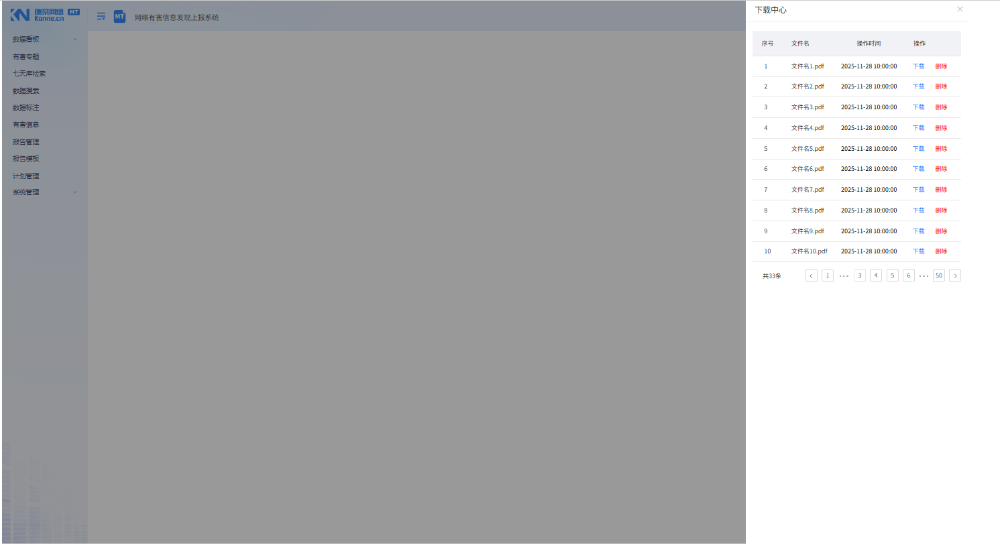 康奈网络 MT
Konne.cn
MT 网络有害信息发现上报系统
数据看板
有害专题
七天库检索
数据搜索
数据标注
有害信息
报告管理
报告模板
计划管理
系统管理
下载中心
序号 文件名 操作时间 操作
1 文件名1.pdf 2025-11-28 10:00:00 下载 删除
2 文件名2.pdf 2025-11-28 10:00:00 下载 删除
3 文件名3.pdf 2025-11-28 10:00:00 下载 删除
4 文件名4.pdf 2025-11-28 10:00:00 下载 删除
5 文件名5.pdf 2025-11-28 10:00:00 下载 删除
6 文件名6.pdf 2025-11-28 10:00:00 下载 删除
7 文件名7.pdf 2025-11-28 10:00:00 下载 删除
8 文件名8.pdf 2025-11-28 10:00:00 下载 删除
9 文件名9.pdf 2025-11-28 10:00:00 下载 删除
10 文件名10.pdf 2025-11-28 10:00:00 下载 删除
共33条 < 1 ••• 3 4 5 6 ••• 50 >